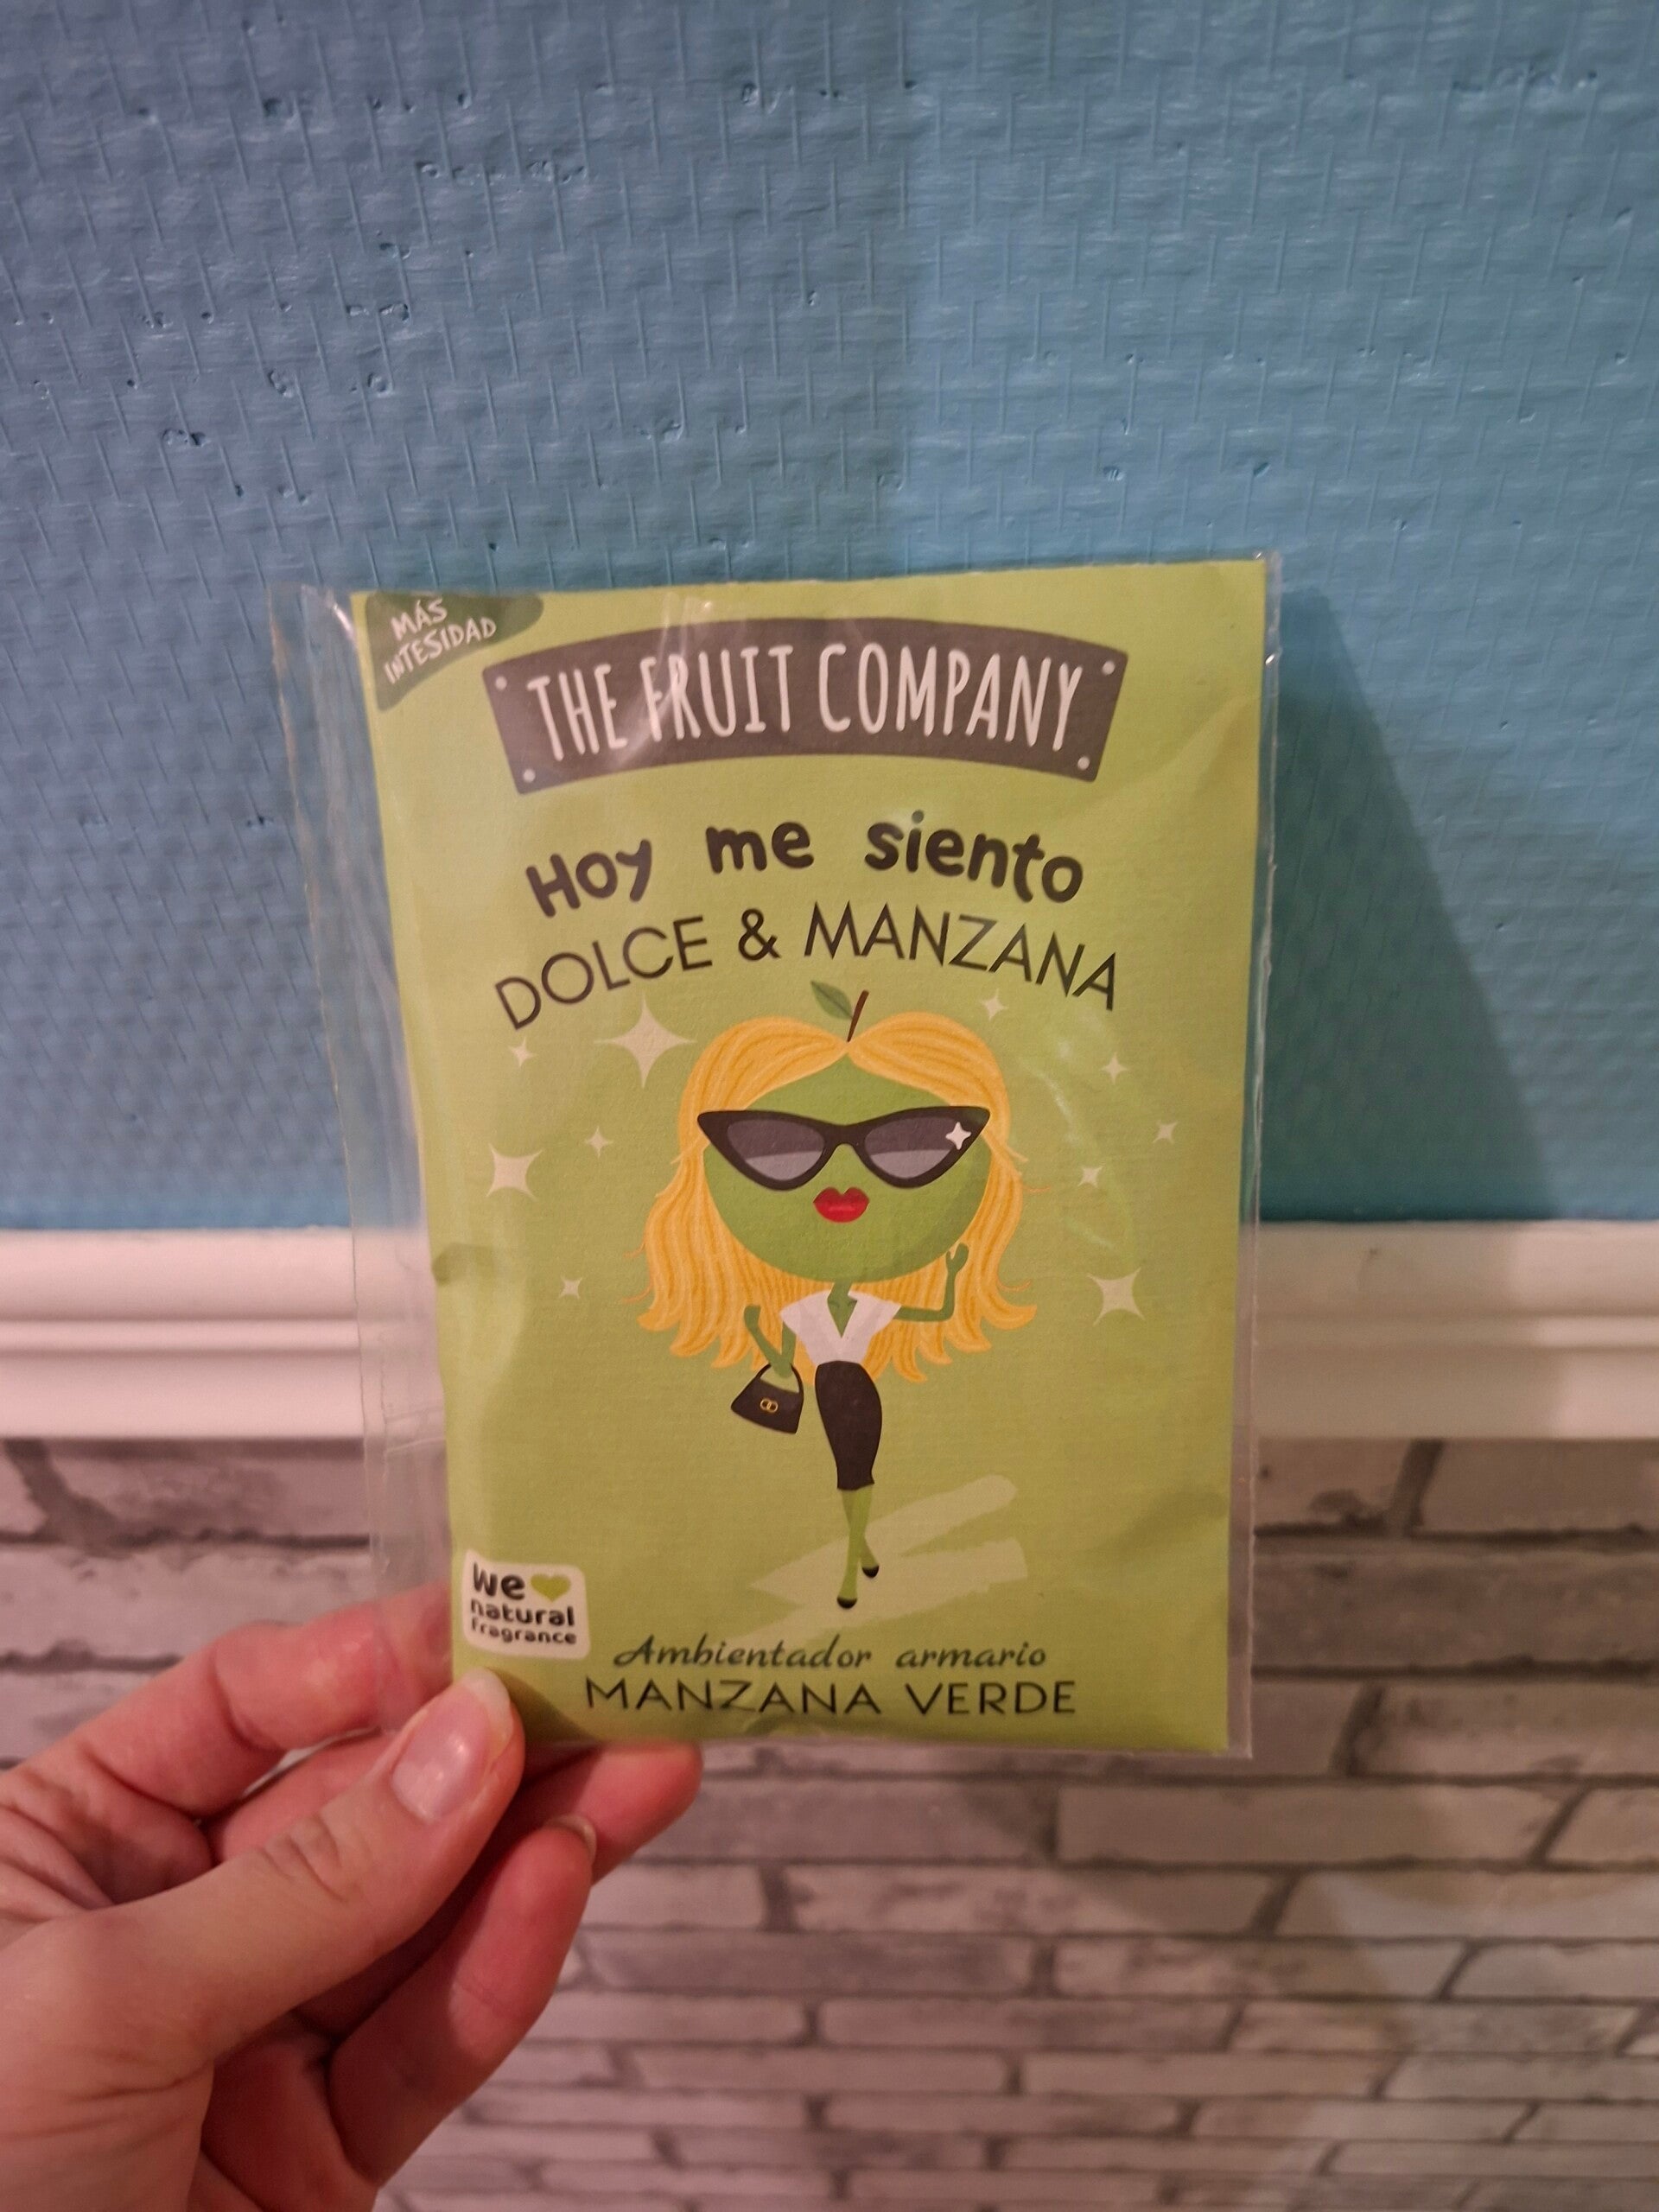 MÁS
INTESIDAD
THE FRUIT COMPANY
Hoy me siento
DOLCE & MANZANA
We
natural
fragrance
Ambientador armario
MANZANA VERDE